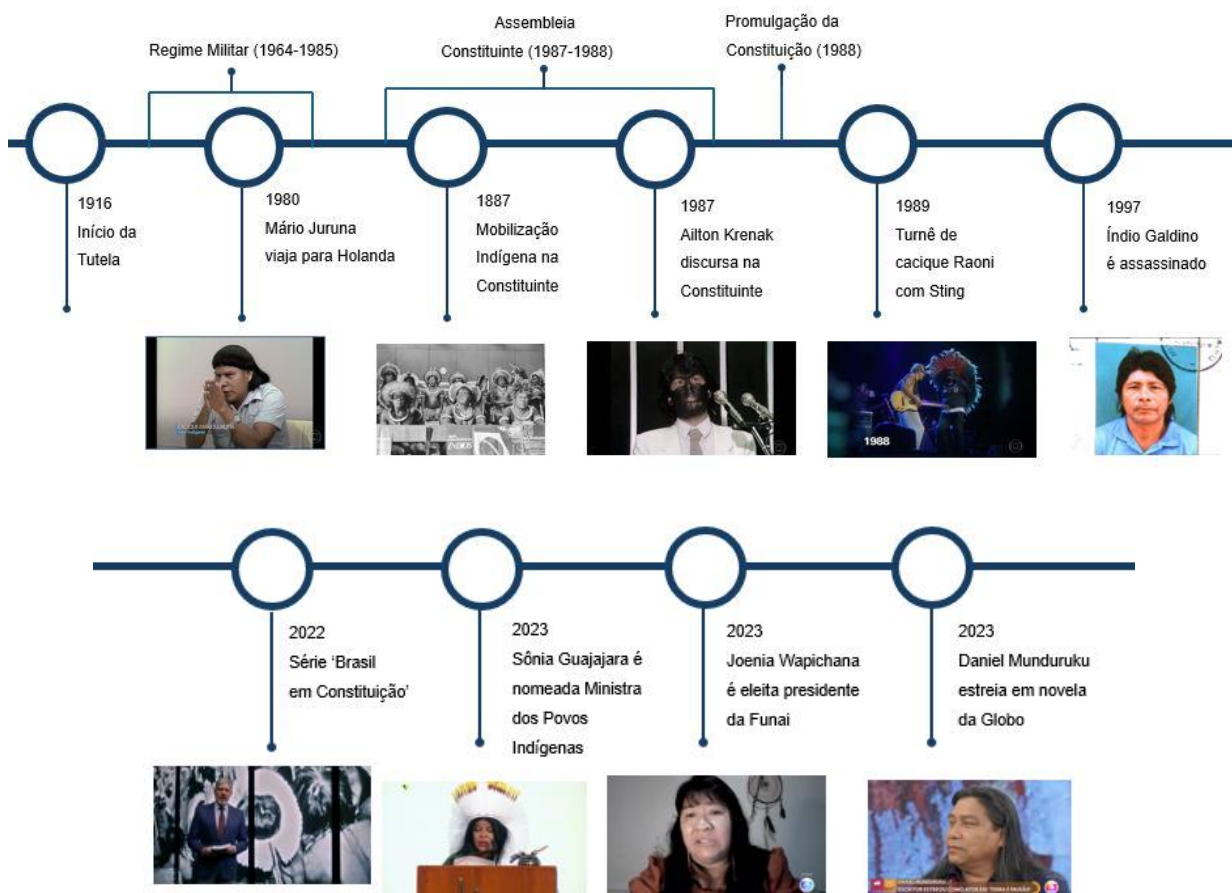 Regime Militar (1964-1985)
Assembleia
Constituinte (1987-1988)
Promulgação da
Constituição (1988)
1916
Início da
Tutela
1980
Mário Juruna
viaja para Holanda
1887
Mobilização
Indígena na
Constituinte
1987
Ailton Krenak
discursa na
Constituinte
1989
Turnê de
cacique Raoni
com Sting
1997
Índio Galdino
é assassinado
ÍNDIOS
1988
2022
Série ‘Brasil
em Constituição’
2023
Sônia Guajajara é
nomeada Ministra
dos Povos
Indígenas
2023
Joenia Wapichana
é eleita presidente
da Funai
2023
Daniel Munduruku
estreia em novela
da Globo
DANIEL MUNDURUKU